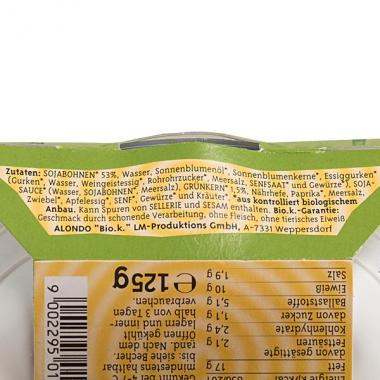 Zutaten: SOJABOHNEN* 53%, Wasser, Sonnenblumenöl*, Sonnenblumenkerne*, Essiggurken*
(Gurken*, Wasser, Weingeistessig*, Rohrohrzucker*, Meersalz, SENFSAAT* und Gewürze*), SOJA-
SAUCE* (Wasser, SOJABOHNEN*, Meersalz), GRÜNKERN* 1,5%, Nährhefe, Paprika*, Meersalz,
Zwiebel*, Apfelessig*, SENF*, Gewürze* und Kräuter*. *aus kontrolliert biologischem
Anbau. Kann Spuren von SELLERIE und SESAM enthalten. Bio.k.-Garantie:
Geschmack durch schonende Verarbeitung, ohne Fleisch, ohne tierisches Eiweiß
ALONDO "Bio.k." LM-Produktions GmbH, A-7331 Weppersdorf
125g e
verbrauchen.
halb von 3 Tagen
lagern und inner-
Öffnen gekühlt
rand. Nach dem
bis: siehe Becher-
mindestens haltbar
Gekühlt
9 002295 01
Salz 1,9 g
Eiweiß 10 g
Ballaststoffe 5,1 g
davon Zucker 1,1 g
Kohlenhydrate 2,4 g
Fettsäuren 2,1 g
davon gesättigte
Fett 17 g